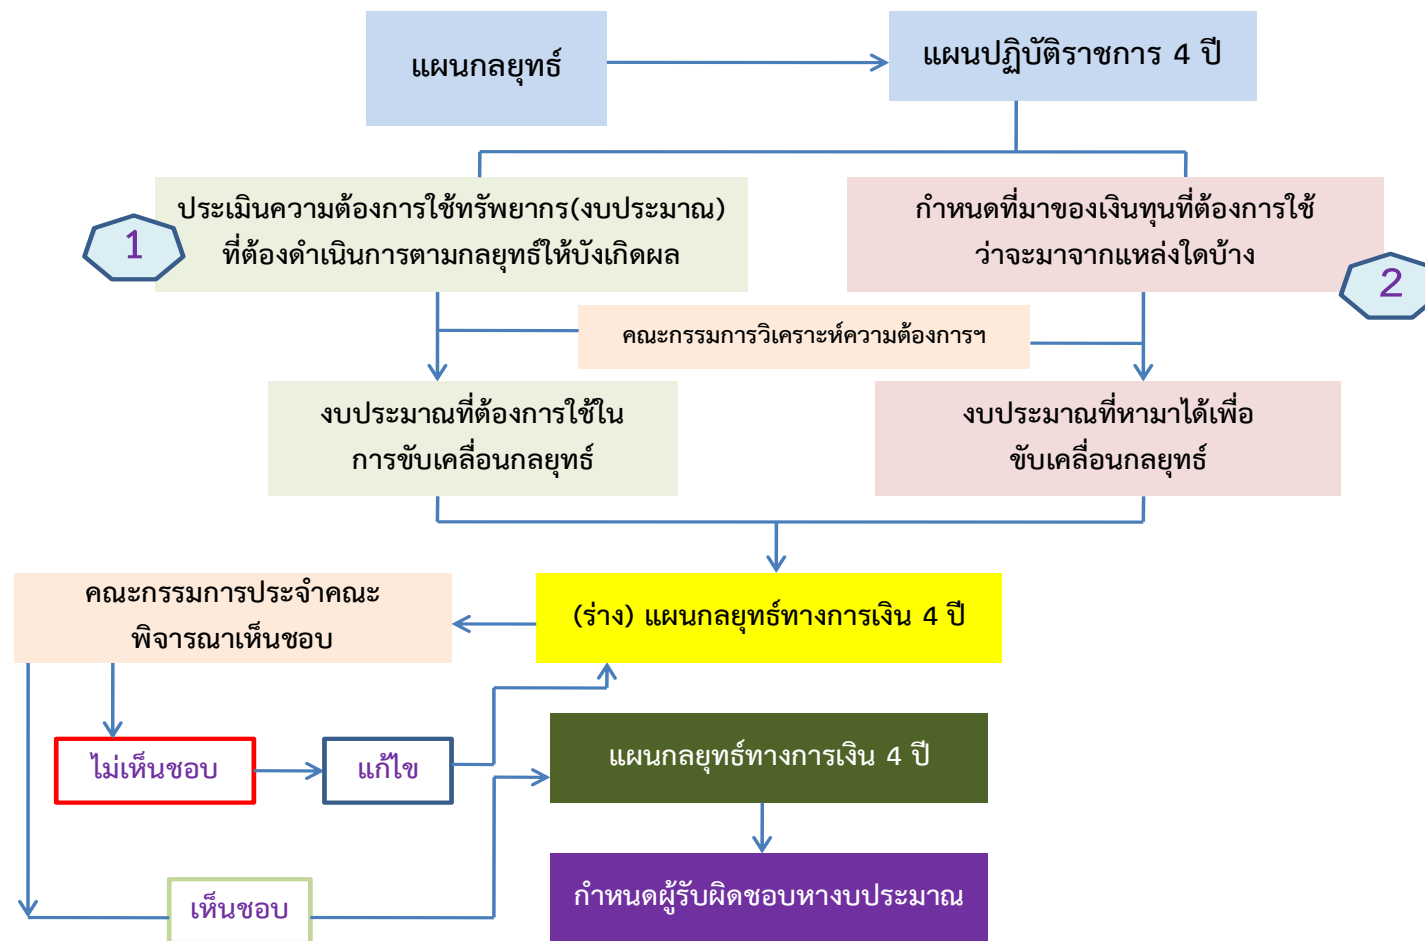 แผนกลยุทธ์
แผนปฏิบัติราชการ 4 ปี
1
ประเมินความต้องการใช้ทรัพยากร(งบประมาณ)
ที่ต้องดำเนินการตามกลยุทธ์ให้บังเกิดผล
กำหนดที่มาของเงินทุนที่ต้องการใช้
ว่าจะมาจากแหล่งใดบ้าง
2
คณะกรรมการวิเคราะห์ความต้องการฯ
งบประมาณที่ต้องการใช้ใน
การขับเคลื่อนกลยุทธ์
งบประมาณที่หามาได้เพื่อ
ขับเคลื่อนกลยุทธ์
คณะกรรมการประจำคณะ
พิจารณาเห็นชอบ
(ร่าง) แผนกลยุทธ์ทางการเงิน 4 ปี
ไม่เห็นชอบ
แก้ไข
แผนกลยุทธ์ทางการเงิน 4 ปี
เห็นชอบ
กำหนดผู้รับผิดชอบหางบประมาณ